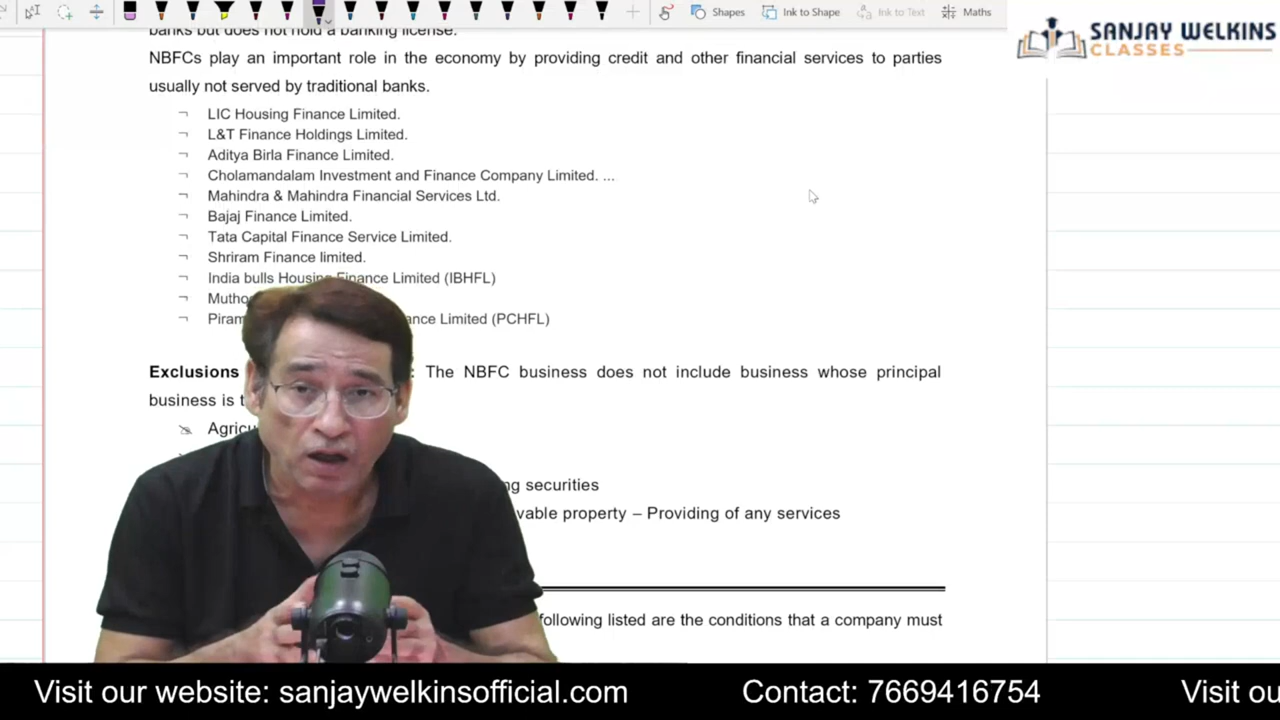 Shapes Ink to Shape Ink to Text Maths
SANJAY WELKINS
CLASSES
banks but does not hold a banking license.
NBFCs play an important role in the economy by providing credit and other financial services to parties
usually not served by traditional banks.
¬ LIC Housing Finance Limited.
¬ L&T Finance Holdings Limited.
¬ Aditya Birla Finance Limited.
¬ Cholamandalam Investment and Finance Company Limited. ...
¬ Mahindra & Mahindra Financial Services Ltd.
¬ Bajaj Finance Limited.
¬ Tata Capital Finance Service Limited.
¬ Shriram Finance limited.
¬ India bulls Housing Finance Limited (IBHFL)
¬
¬ Limited (PCHFL)
Exclusions : The NBFC business does not include business whose principal
business is
securities
property – Providing of any services
following listed are the conditions that a company must
Visit our website: sanjaywelkinsofficial.com Contact: 7669416754 Visit